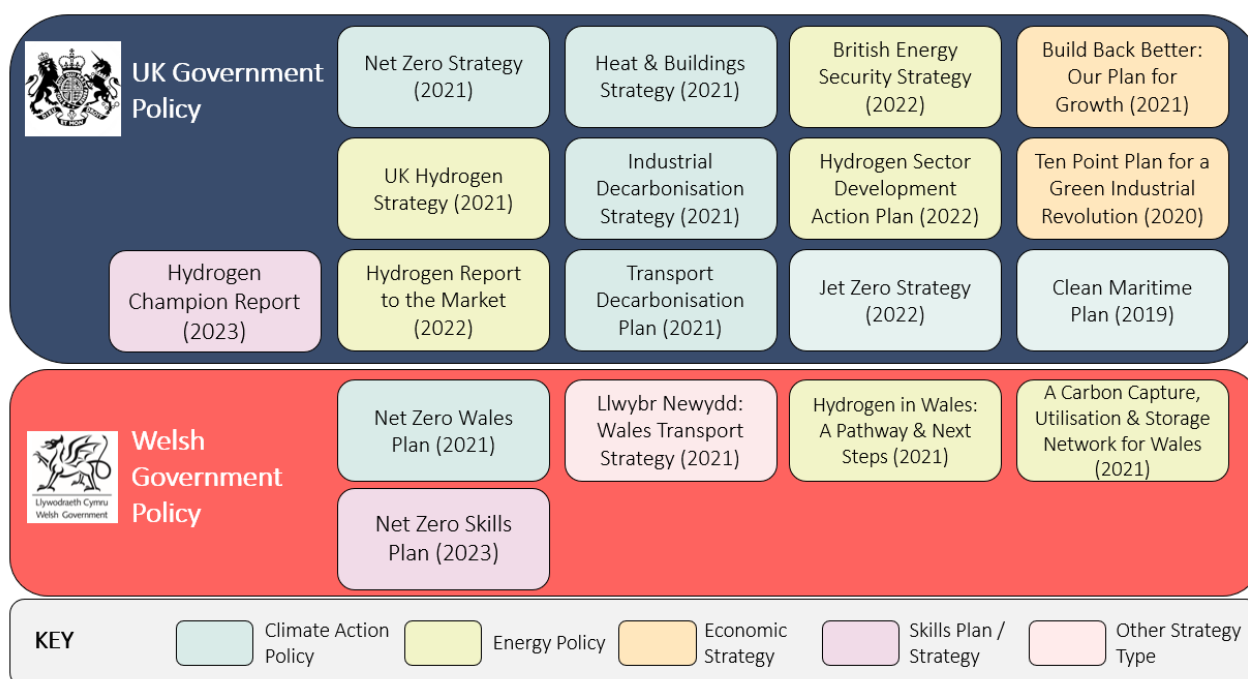 UK Government
Policy
Net Zero Strategy
(2021)
Heat & Buildings
Strategy (2021)
British Energy
Security Strategy
(2022)
Build Back Better:
Our Plan for
Growth (2021)
UK Hydrogen
Strategy (2021)
Industrial
Decarbonisation
Strategy (2021)
Hydrogen Sector
Development
Action Plan (2022)
Ten Point Plan for a
Green Industrial
Revolution (2020)
Hydrogen
Champion Report
(2023)
Hydrogen Report
to the Market
(2022)
Transport
Decarbonisation
Plan (2021)
Jet Zero Strategy
(2022)
Clean Maritime
Plan (2019)
Welsh
Government
Policy
Llywodraeth Cymru
Welsh Government
Net Zero Wales
Plan (2021)
Llwybr Newydd:
Wales Transport
Strategy (2021)
Hydrogen in Wales:
A Pathway & Next
Steps (2021)
A Carbon Capture,
Utilisation & Storage
Network for Wales
(2021)
Net Zero Skills
Plan (2023)
KEY
Climate Action
Policy
Energy Policy
Economic
Strategy
Skills Plan /
Strategy
Other Strategy
Type